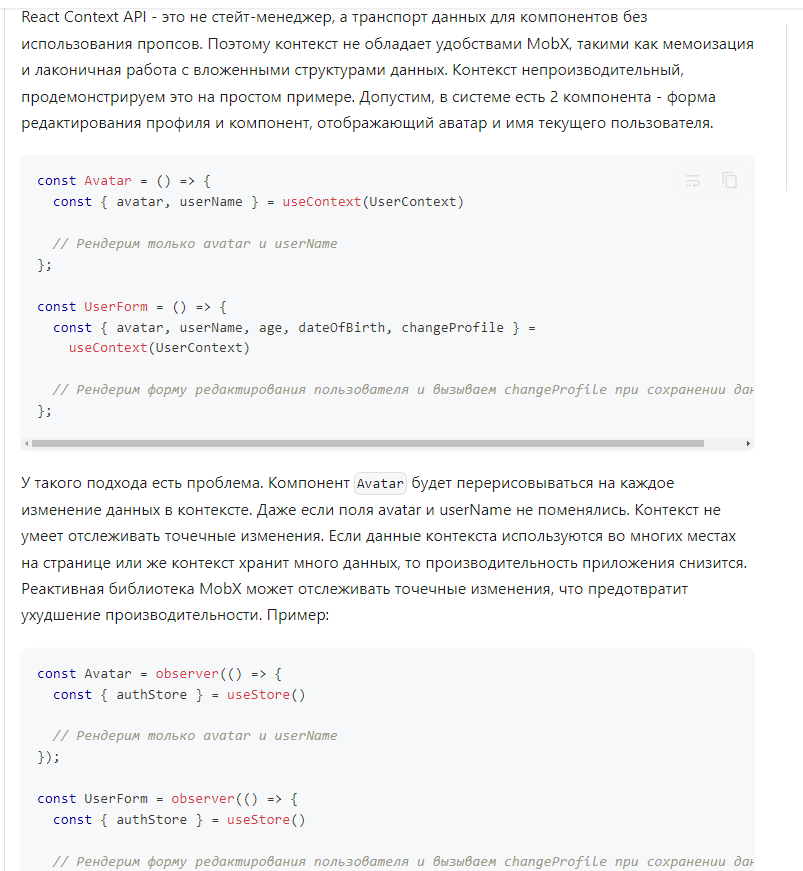 React Context API - это не стейт-менеджер, а транспорт данных для компонентов без
использования пропсов. Поэтому контекст не обладает удобствами MobX, такими как мемоизация
и лаконичная работа с вложенными структурами данных. Контекст непроизводительный,
продемонстрируем это на простом примере. Допустим, в системе есть 2 компонента - форма
редактирования профиля и компонент, отображающий аватар и имя текущего пользователя.
const Avatar = () => {
  const { avatar, userName } = useContext(UserContext)
  // Рендерим только avatar и userName
};
const UserForm = () => {
  const { avatar, userName, age, dateOfBirth, changeProfile } =
    useContext(UserContext)
  // Рендерим форму редактирования пользователя и вызываем changeProfile при сохранении дан
};
У такого подхода есть проблема. Компонент Avatar будет перерисовываться на каждое
изменение данных в контексте. Даже если поля avatar и userName не поменялись. Контекст не
умеет отслеживать точечные изменения. Если данные контекста используются во многих местах
на странице или же контекст хранит много данных, то производительность приложения снизится.
Реактивная библиотека MobX может отслеживать точечные изменения, что предотвратит
ухудшение производительности. Пример:
const Avatar = observer(() => {
  const { authStore } = useStore()
  // Рендерим только avatar и userName
});
const UserForm = observer(() => {
  const { authStore } = useStore()
  // Рендерим форму редактирования пользователя и вызываем changeProfile при сохранении дан